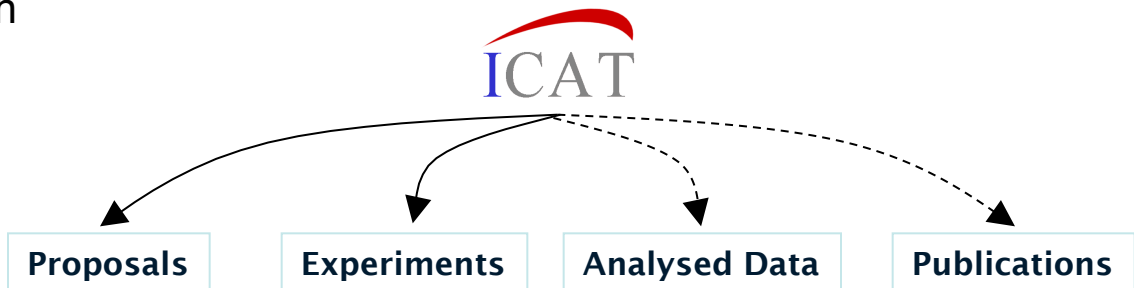 n
ICAT
Proposals
Experiments
Analysed Data
Publications